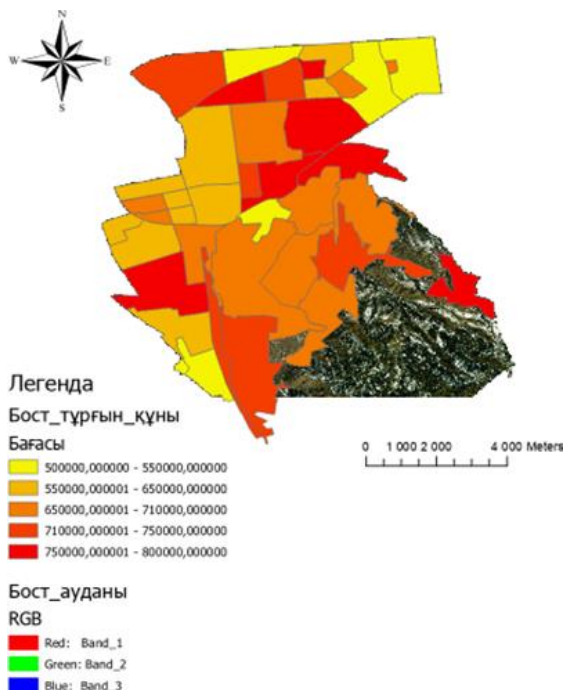 N
W E
S
Легенда
Бост_тұрғын_құны
Бағасы
500000,000000 - 550000,000000
550000,000001 - 650000,000000
650000,000001 - 710000,000000
710000,000001 - 750000,000000
750000,000001 - 800000,000000
0 1 000 2 000 4 000 Meters
Бост_ауданы
RGB
Red: Band_1
Green: Band_2
Blue: Band_3